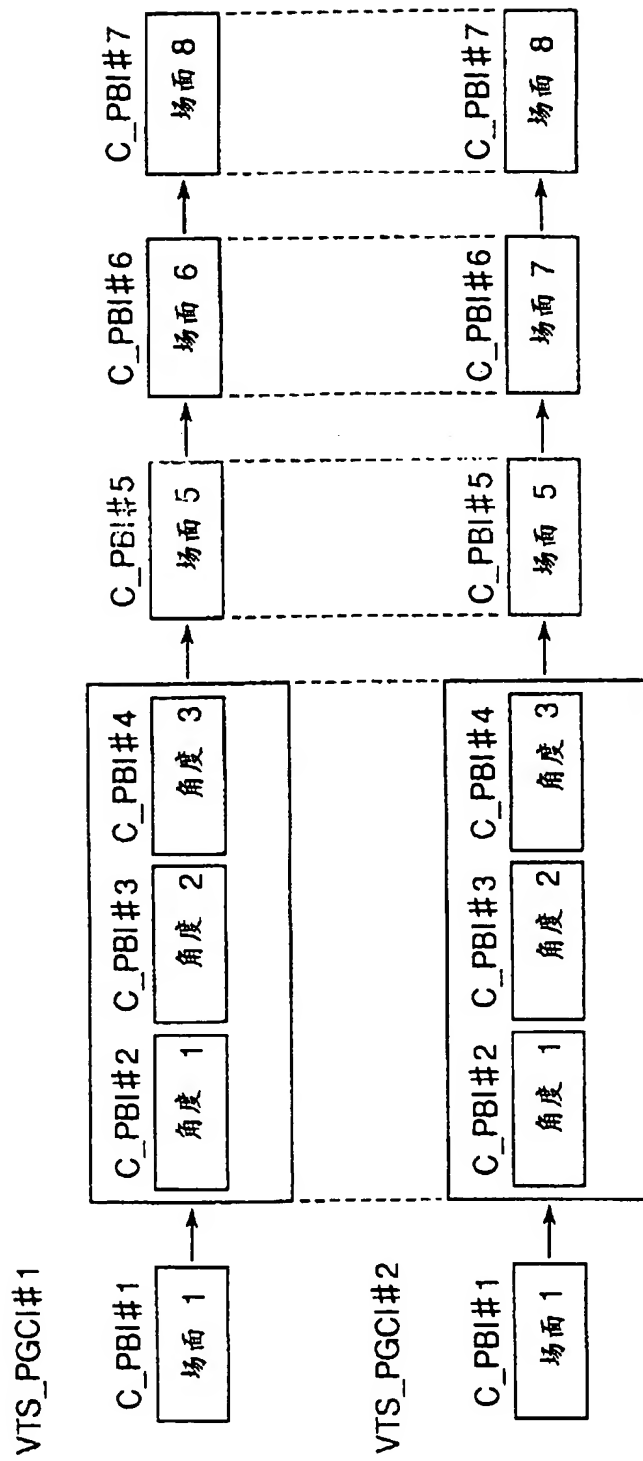 VTS_PGCI#1
C_PBI#1
场面 1
C_PBI#2
角度 1
C_PBI#3
角度 2
C_PBI#4
角度 3
C_PBI#5
场面 5
C_PBI#6
场面 6
C_PBI#7
场面 8
VTS_PGCI#2
C_PBI#1
场面 1
C_PBI#2
角度 1
C_PBI#3
角度 2
C_PBI#4
角度 3
C_PBI#5
场面 5
C_PBI#6
场面 7
C_PBI#7
场面 8